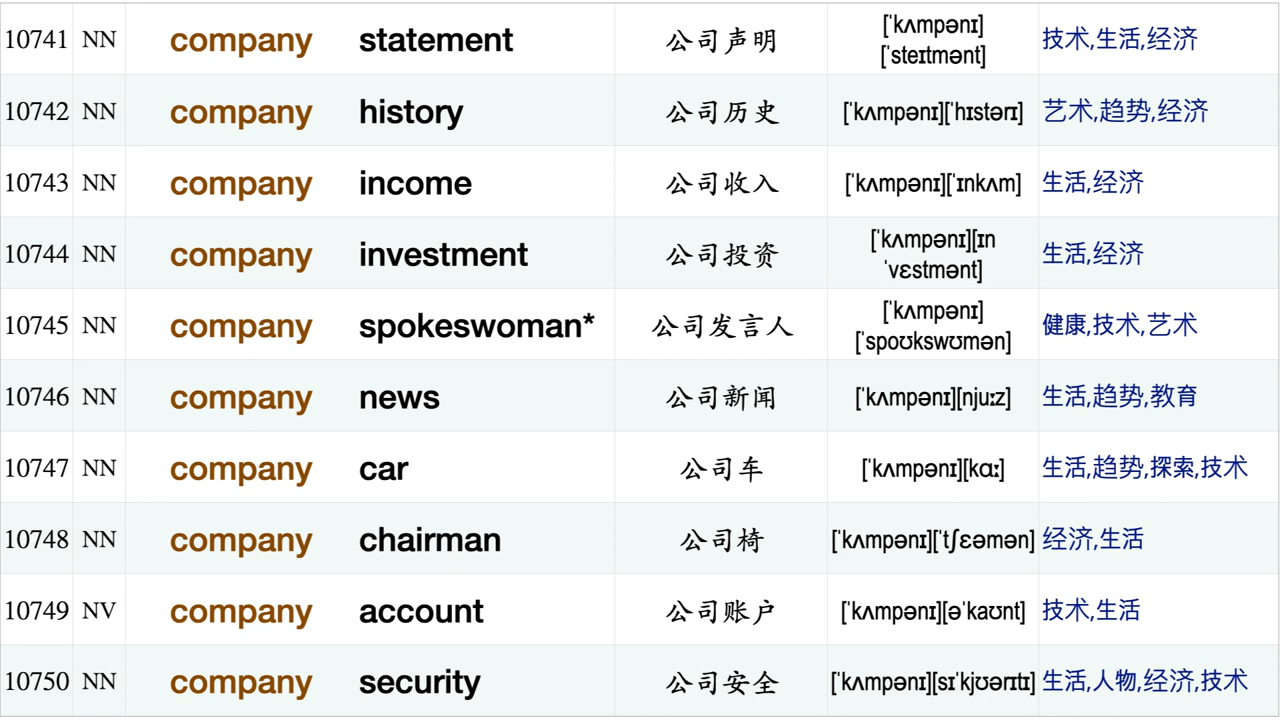 10741 NN company statement 公司声明 [ˈkʌmpənɪ] [ˈsteɪtmənt] 技术,生活,经济
10742 NN company history 公司历史 [ˈkʌmpənɪ][ˈhɪstərɪ] 艺术,趋势,经济
10743 NN company income 公司收入 [ˈkʌmpənɪ][ˈɪnkʌm] 生活,经济
10744 NN company investment 公司投资 [ˈkʌmpənɪ][ɪn ˈvɛstmənt] 生活,经济
10745 NN company spokeswoman* 公司发言人 [ˈkʌmpənɪ] [ˈspoʊkswʊmən] 健康,技术,艺术
10746 NN company news 公司新闻 [ˈkʌmpənɪ][njuːz] 生活,趋势,教育
10747 NN company car 公司车 [ˈkʌmpənɪ][kɑː] 生活,趋势,探索,技术
10748 NN company chairman 公司椅 [ˈkʌmpənɪ][ˈtʃɛəmən] 经济,生活
10749 NV company account 公司账户 [ˈkʌmpənɪ][əˈkaʊnt] 技术,生活
10750 NN company security 公司安全 [ˈkʌmpənɪ][sɪˈkjʊərɪtɪ] 生活,人物,经济,技术